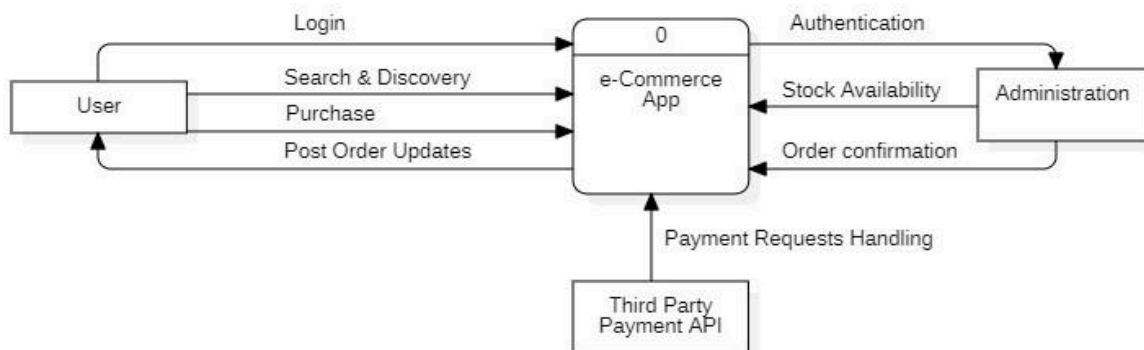 Login
0
Authentication
Search & Discovery
e-Commerce
App
Stock Availability
User
Administration
Purchase
Post Order Updates
Order confirmation
Payment Requests Handling
Third Party
Payment API